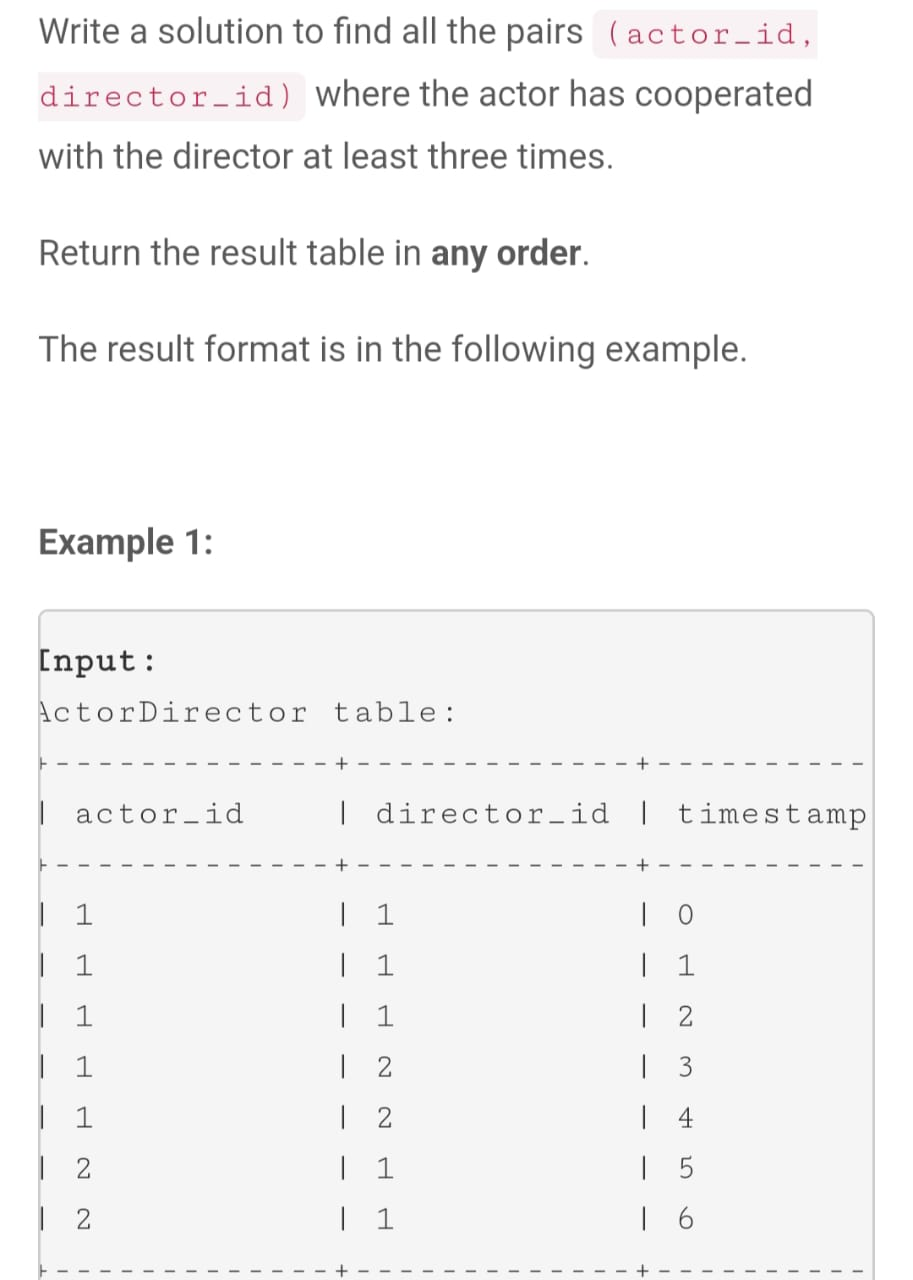 Write a solution to find all the pairs (actor_id,
director_id) where the actor has cooperated
with the director at least three times.
Return the result table in any order.
The result format is in the following example.
Example 1:
Input:
ActorDirector table:
+-------------+-------------+----------
| actor_id | director_id | timestamp
+-------------+-------------+----------
| 1 | 1 | 0
| 1 | 1 | 1
| 1 | 1 | 2
| 1 | 2 | 3
| 1 | 2 | 4
| 2 | 1 | 5
| 2 | 1 | 6
+-------------+-------------+----------